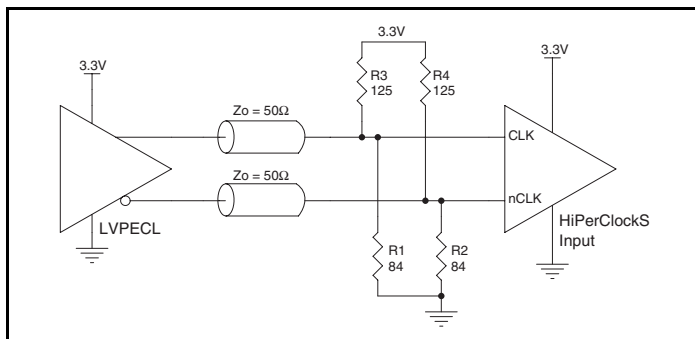 3.3V
3.3V
3.3V
R3
125
R4
125
Zo = 50Ω
CLK
Zo = 50Ω
nCLK
LVPECL
HiPerClockS
Input
R1
84
R2
84